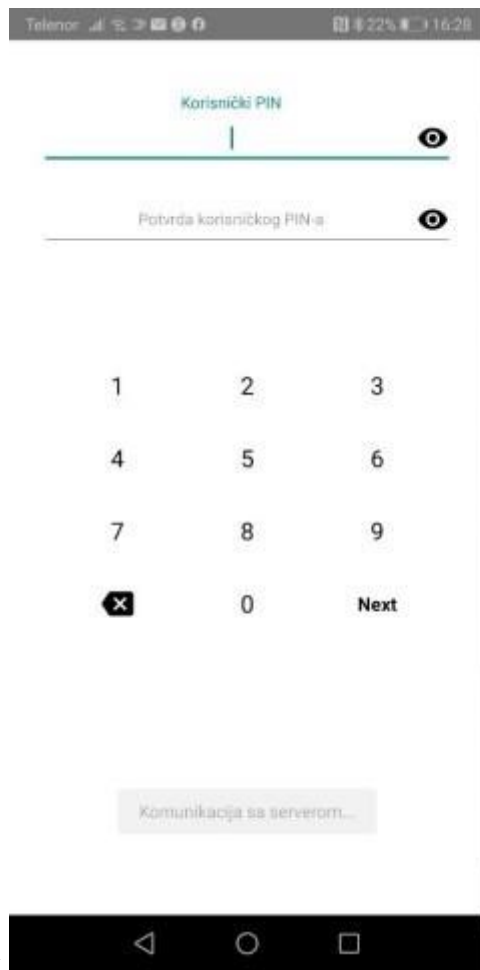 Telenor 22% 16:28
Korisnički PIN
Potvrda korisničkog PIN-a
1 2 3
4 5 6
7 8 9
0 Next
Komunikacija sa serverom...